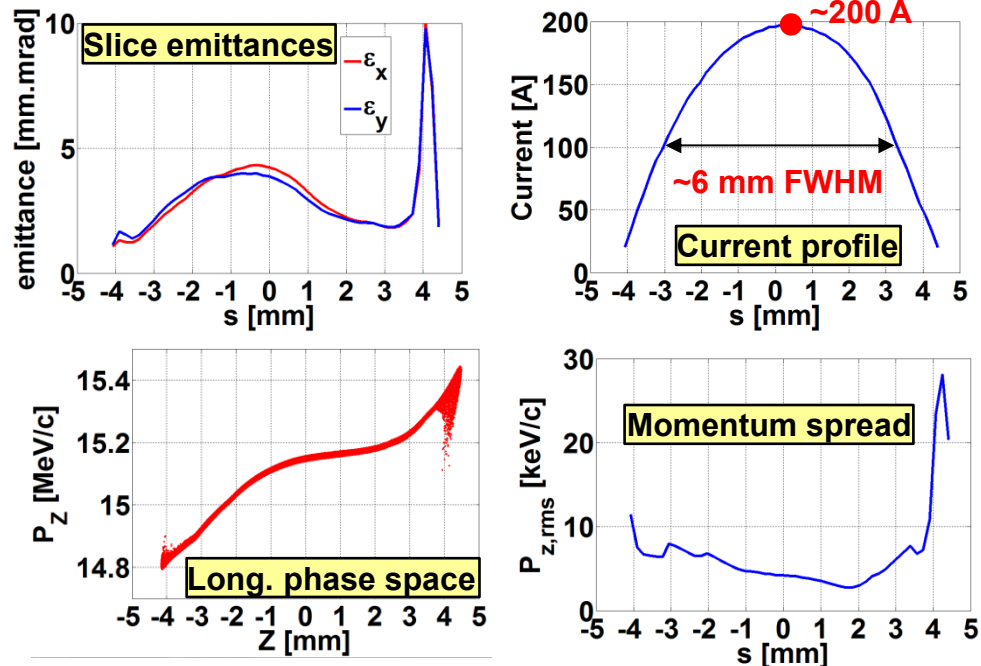 Slice emittances
εx
εy
emittance [mm.mrad]
10
5
0
-5 -4 -3 -2 -1 0 1 2 3 4 5
s [mm]
~200 A
Current [A]
200
150
100
50
0
~6 mm FWHM
Current profile
-5 -4 -3 -2 -1 0 1 2 3 4 5
s [mm]
PZ [MeV/c]
15.4
15.2
15
14.8
Long. phase space
-5 -4 -3 -2 -1 0 1 2 3 4 5
Z [mm]
Pz,rms [keV/c]
30
20
10
0
Momentum spread
-5 -4 -3 -2 -1 0 1 2 3 4 5
s [mm]